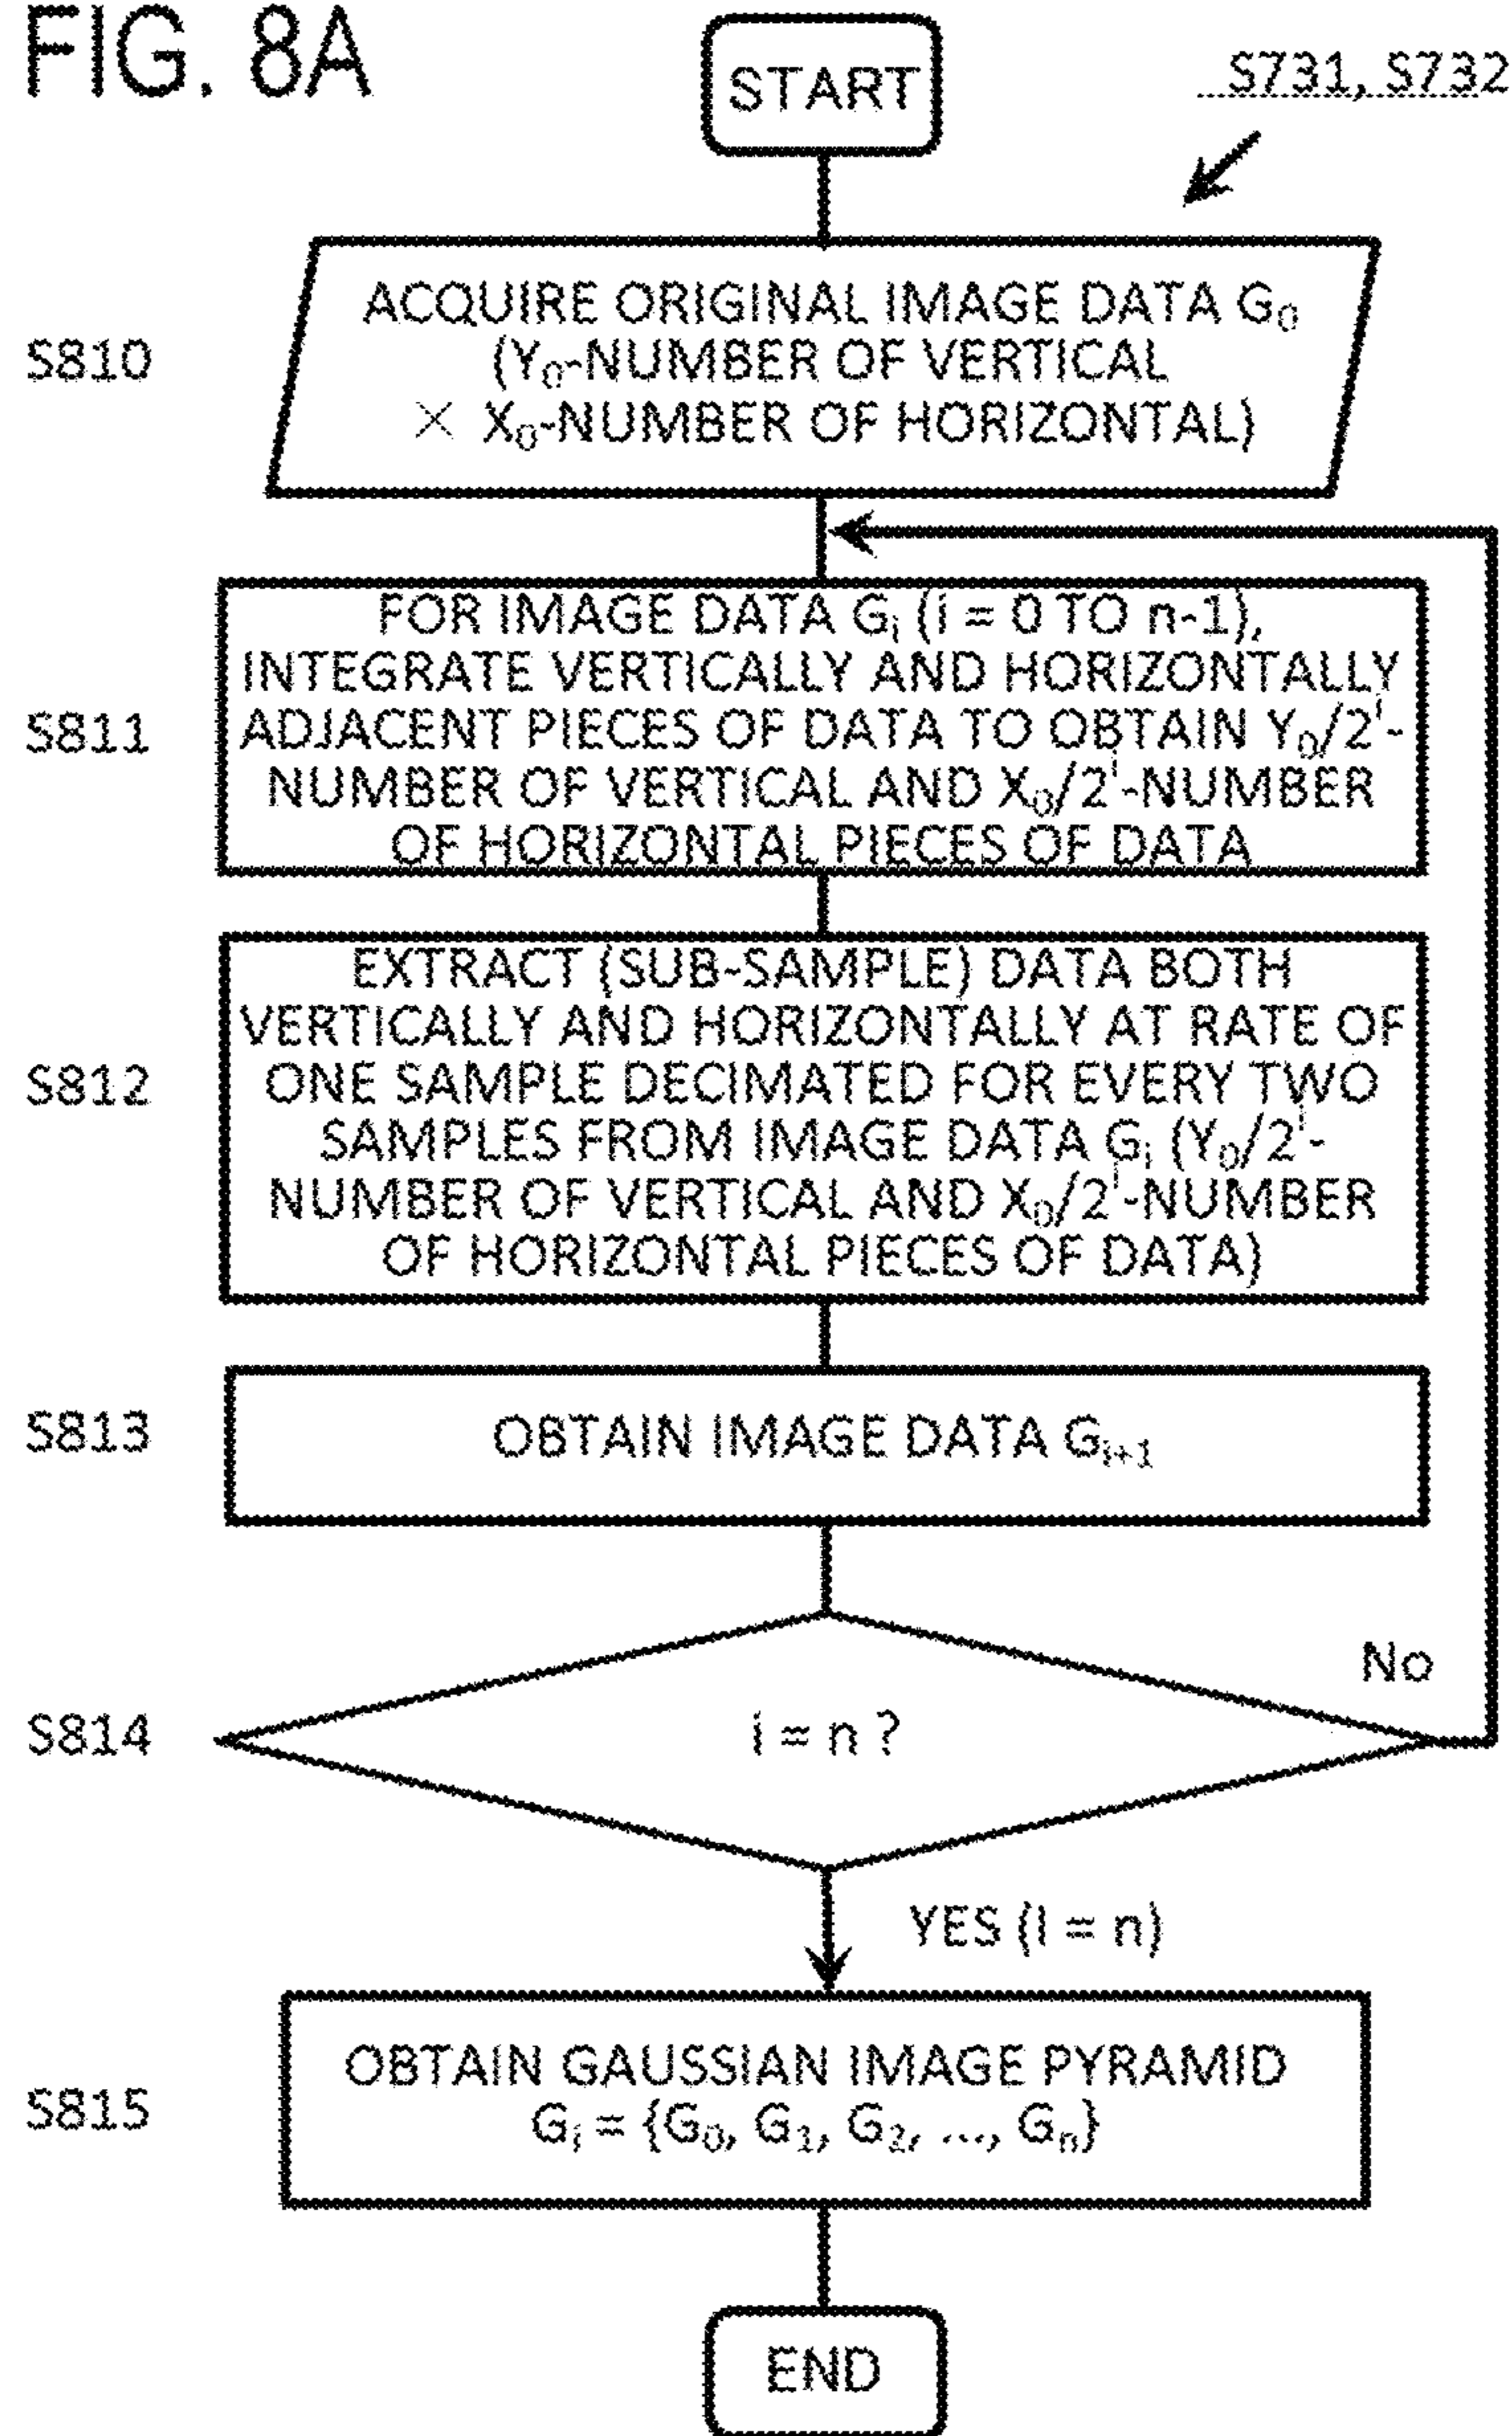 FIG. 8A
START
S731, S732
S810
ACQUIRE ORIGINAL IMAGE DATA G₀
(Y₀-NUMBER OF VERTICAL
× X₀-NUMBER OF HORIZONTAL)
S811
FOR IMAGE DATA Gᵢ (i = 0 TO n-1),
INTEGRATE VERTICALLY AND HORIZONTALLY
ADJACENT PIECES OF DATA TO OBTAIN Y₀/2ⁱ-
NUMBER OF VERTICAL AND X₀/2ⁱ-NUMBER
OF HORIZONTAL PIECES OF DATA
S812
EXTRACT (SUB-SAMPLE) DATA BOTH
VERTICALLY AND HORIZONTALLY AT RATE OF
ONE SAMPLE DECIMATED FOR EVERY TWO
SAMPLES FROM IMAGE DATA Gᵢ (Y₀/2ⁱ-
NUMBER OF VERTICAL AND X₀/2ⁱ-NUMBER
OF HORIZONTAL PIECES OF DATA)
S813
OBTAIN IMAGE DATA Gᵢ₊₁
S814
i = n ?
No
YES (I = n)
S815
OBTAIN GAUSSIAN IMAGE PYRAMID
Gᵢ = {G₀, G₁, G₂, ..., Gₙ}
END